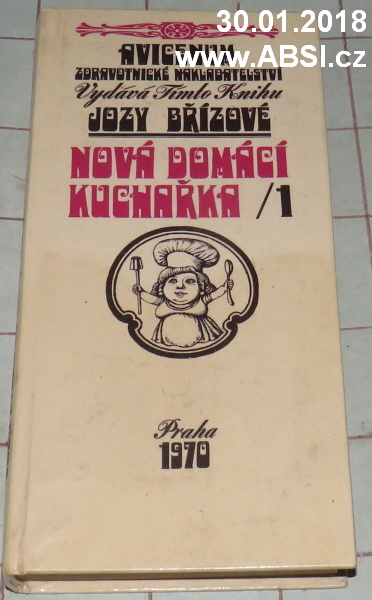 30.01.2018
www.ABSI.cz
AVICENUM
ZDRAVOTNICKÉ NAKLADATELSTVÍ
Vydává Tímto Knihu
JOZY BŘÍZOVÉ
NOVÁ DOMÁCÍ
KUCHAŘKA /1
Praha
1970